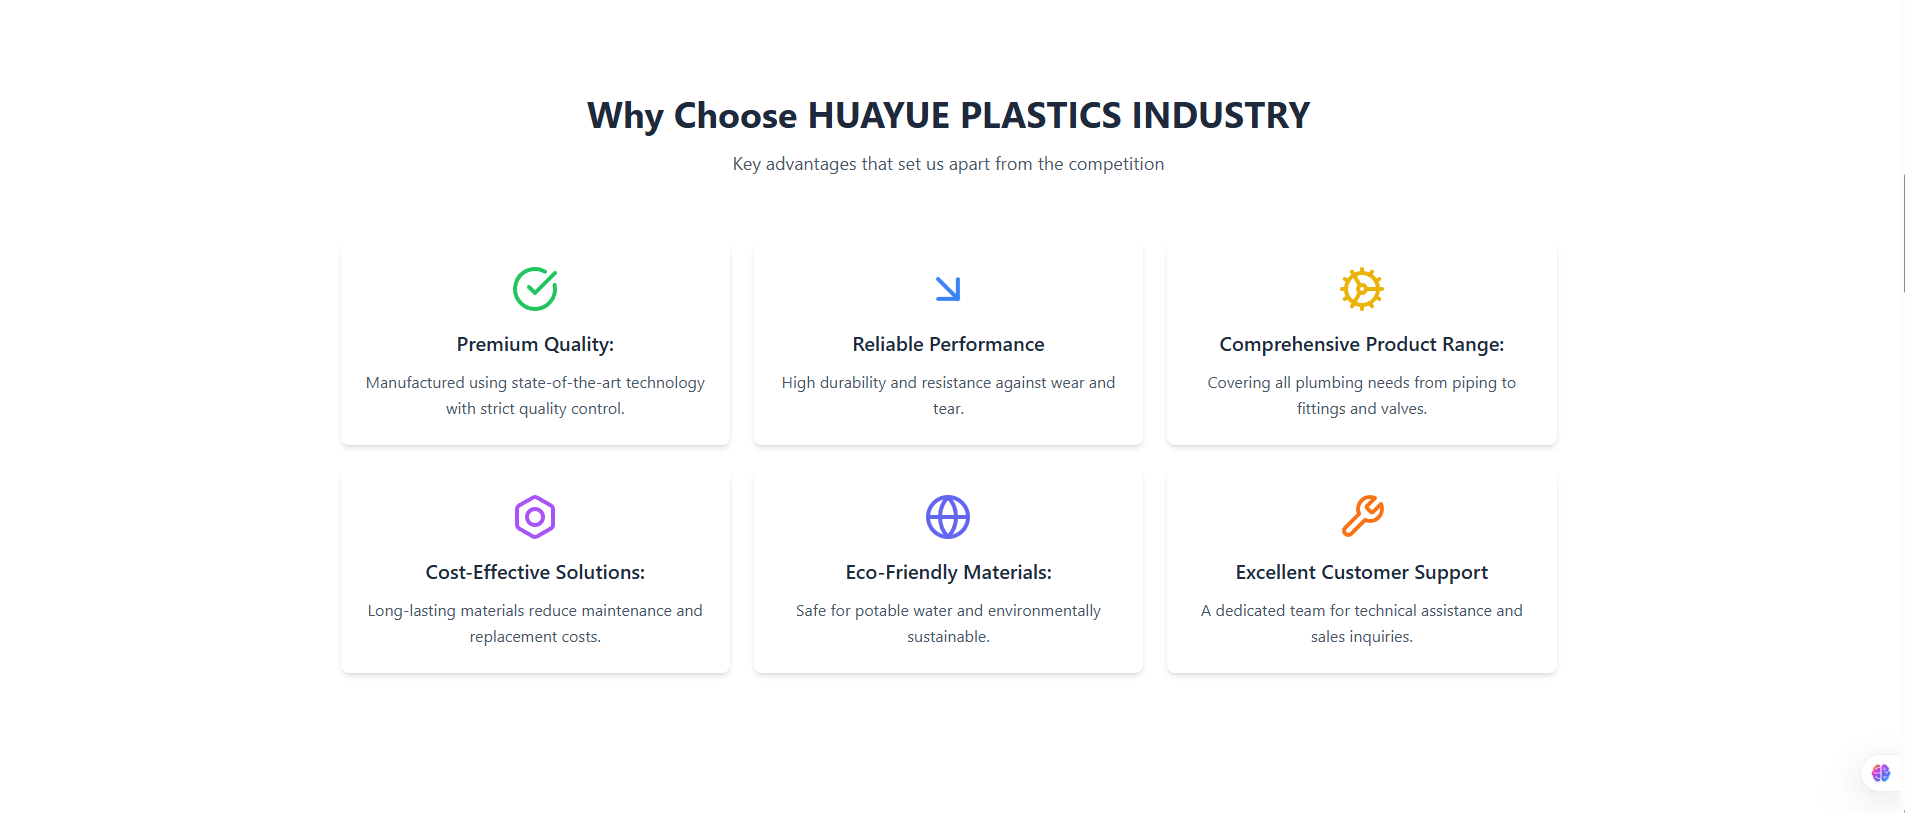 Why Choose HUAYUE PLASTICS INDUSTRY
Key advantages that set us apart from the competition
Premium Quality:
Manufactured using state-of-the-art technology
with strict quality control.
Reliable Performance
High durability and resistance against wear and
tear.
Comprehensive Product Range:
Covering all plumbing needs from piping to
fittings and valves.
Cost-Effective Solutions:
Long-lasting materials reduce maintenance and
replacement costs.
Eco-Friendly Materials:
Safe for potable water and environmentally
sustainable.
Excellent Customer Support
A dedicated team for technical assistance and
sales inquiries.